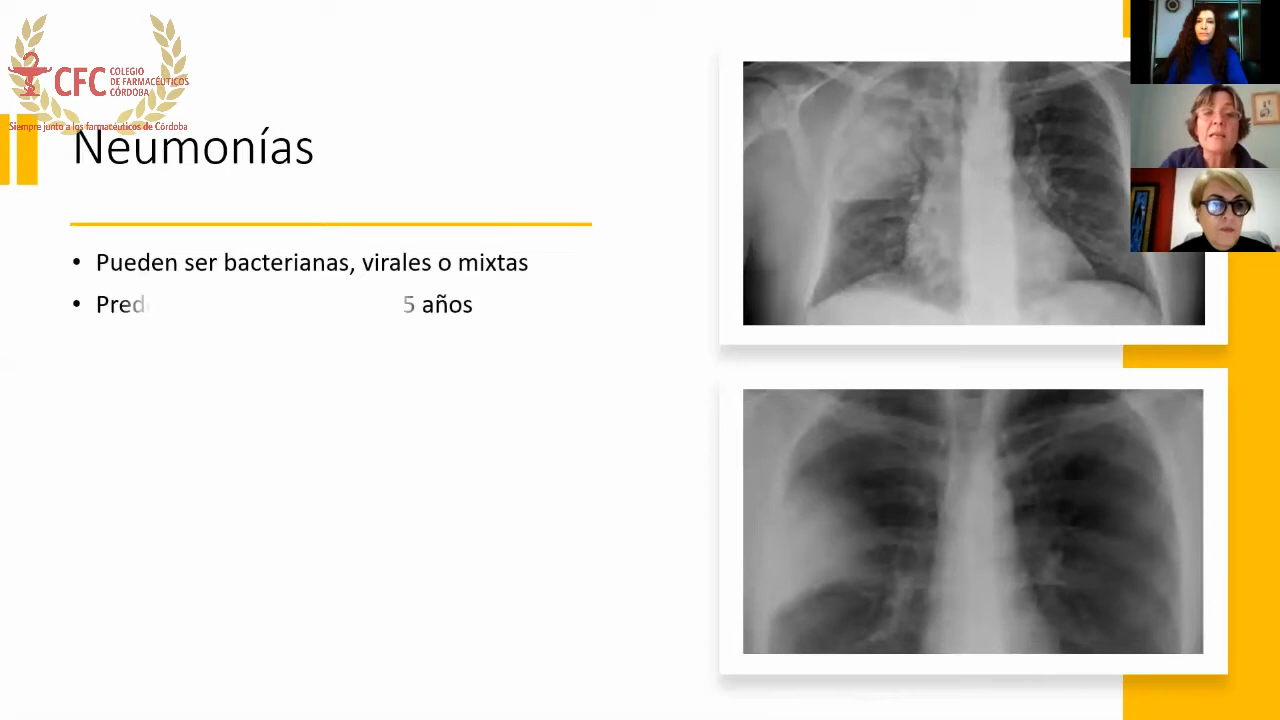 CFC
COLEGIO
DE FARMACÉUTICOS
CÓRDOBA
Siempre junto a los farmacéuticos de Córdoba
Neumonías
• Pueden ser bacterianas, virales o mixtas
• 5 años